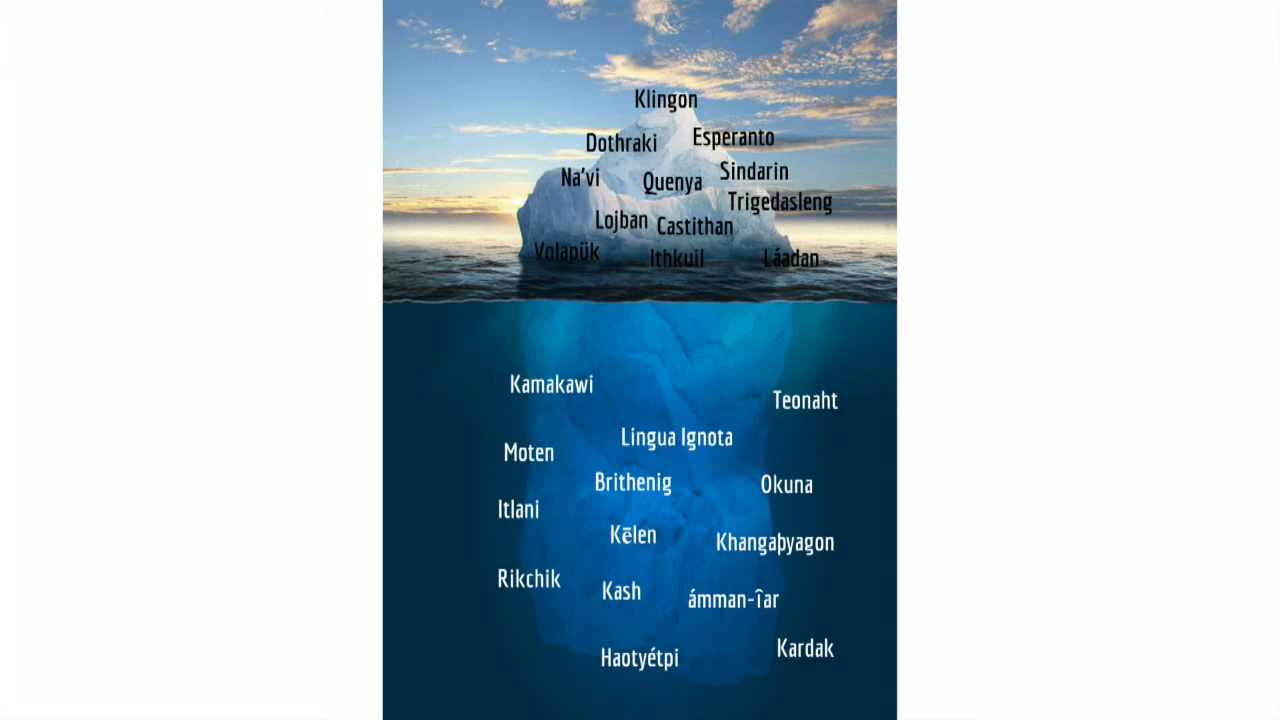 Klingon
Dothraki
Esperanto
Na'vi
Quenya
Sindarin
Trigedasleng
Lojban
Castithan
Volapük
Ithkuil
Láadan
Kamakawi
Teonaht
Lingua Ignota
Moten
Brithenig
Okuna
Itlani
Kēlen
Khangaþyagon
Rikchik
Kash
ámman-îar
Haotyétpi
Kardak